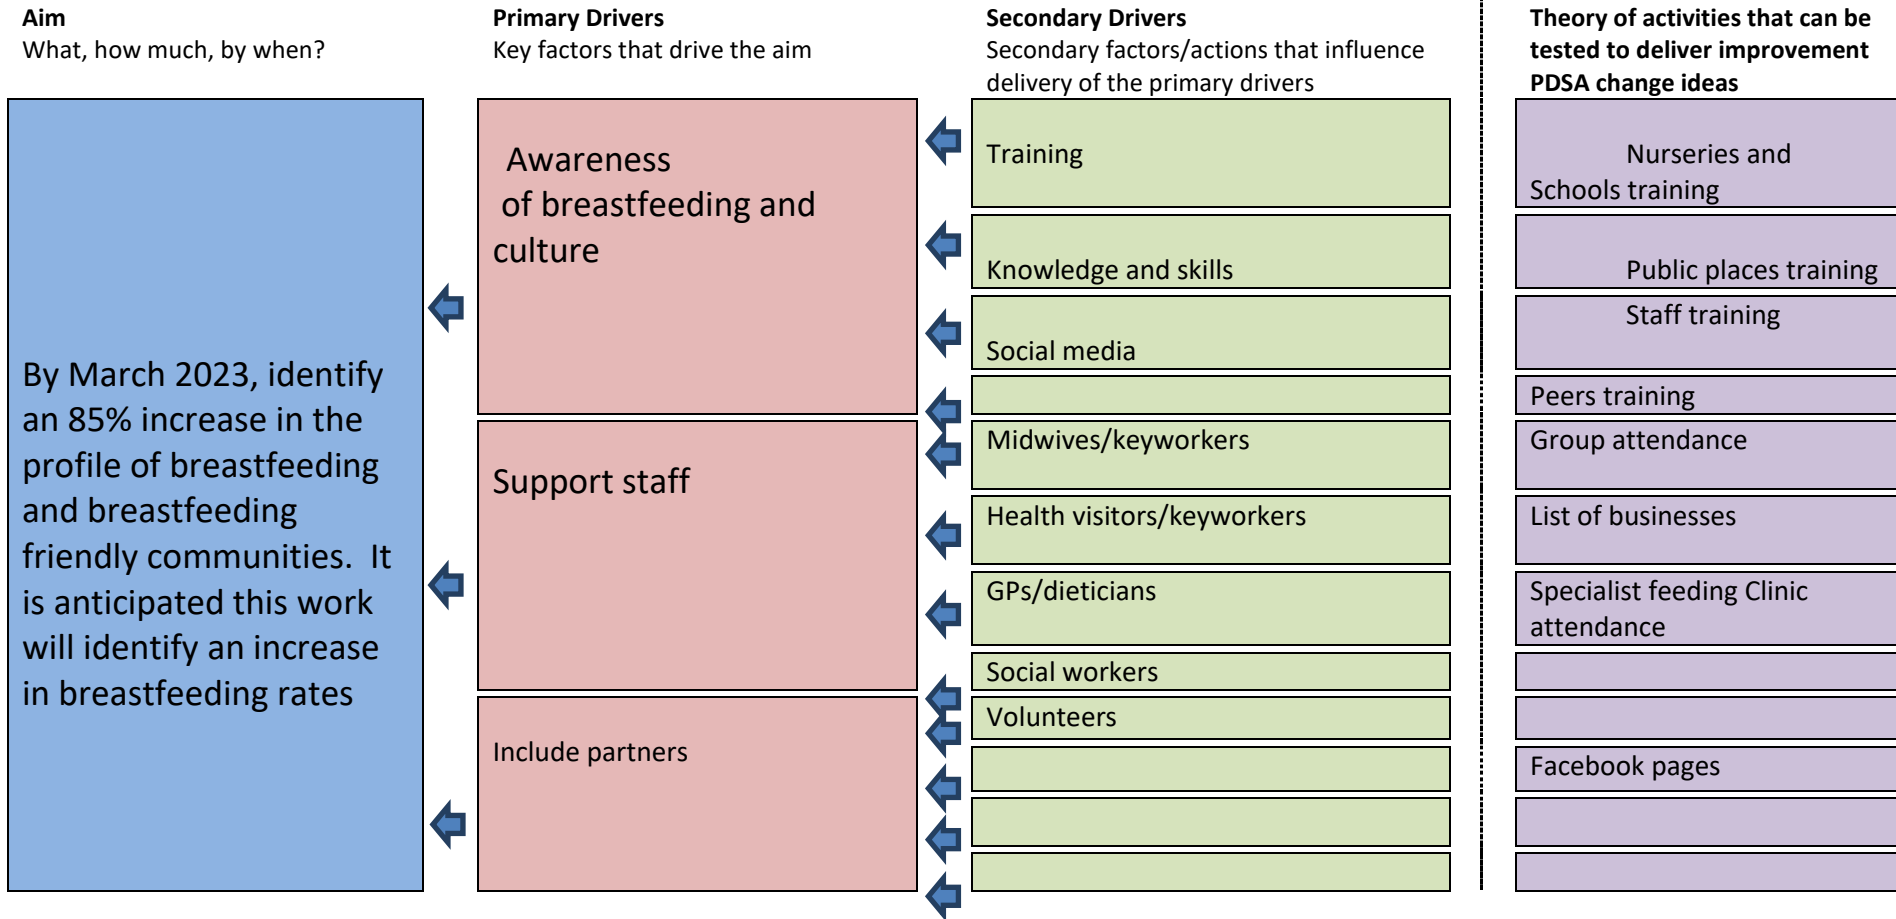 Aim
What, how much, by when?
Primary Drivers
Key factors that drive the aim
Secondary Drivers
Secondary factors/actions that influence
delivery of the primary drivers
Theory of activities that can be
tested to deliver improvement
PDSA change ideas
By March 2023, identify
an 85% increase in the
profile of breastfeeding
and breastfeeding
friendly communities.  It
is anticipated this work
will identify an increase
in breastfeeding rates
Awareness
of breastfeeding and
culture
Support staff
Include partners
Training
Knowledge and skills
Social media
Midwives/keyworkers
Health visitors/keyworkers
GPs/dieticians
Social workers
Volunteers
Nurseries and
Schools training
Public places training
Staff training
Peers training
Group attendance
List of businesses
Specialist feeding Clinic
attendance
Facebook pages